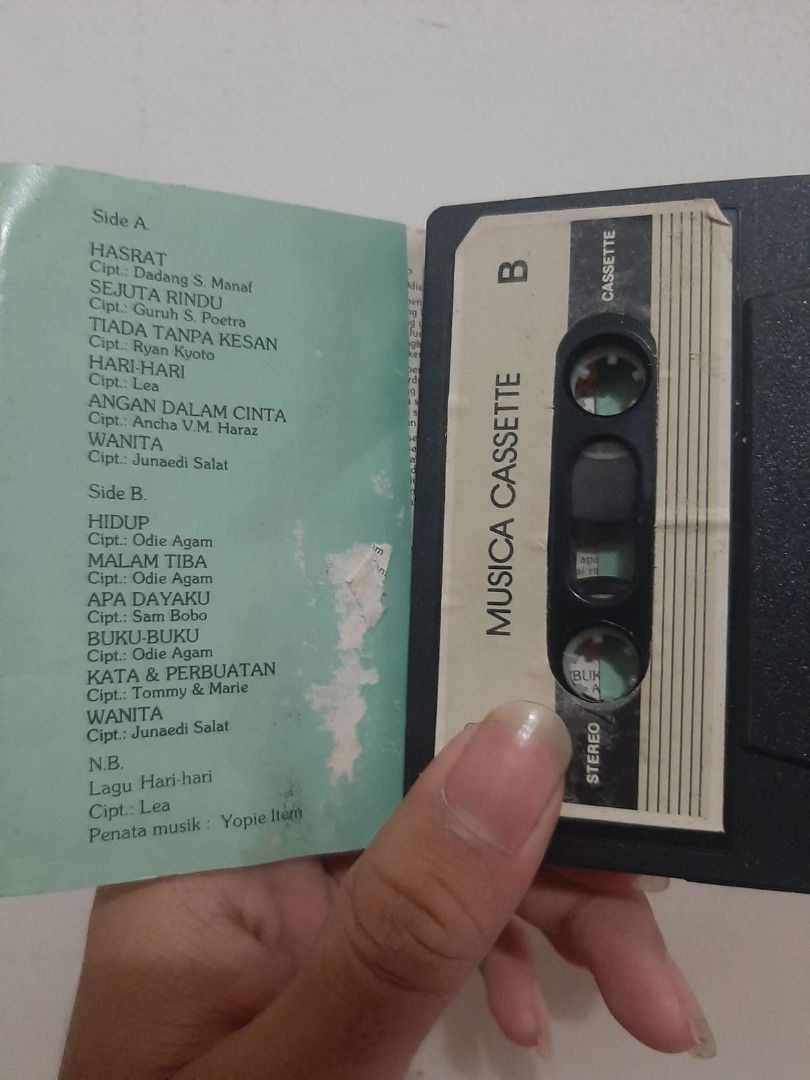 Side A.
HASRAT
Cipt.: Dadang S. Manaf
SEJUTA RINDU
Cipt.: Guruh S. Poetra
TIADA TANPA KESAN
Cipt.: Ryan Kyoto
HARI-HARI
Cipt.: Lea
ANGAN DALAM CINTA
Cipt.: Ancha V.M. Haraz
WANITA
Cipt.: Junaedi Salat
Side B.
HIDUP
Cipt.: Odie Agam
MALAM TIBA
Cipt.: Odie Agam
APA DAYAKU
Cipt.: Sam Bobo
BUKU-BUKU
Cipt.: Odie Agam
KATA & PERBUATAN
Cipt.: Tommy & Marie
WANITA
Cipt.: Junaedi Salat
N.B.
Lagu Hari-hari
Cipt.: Lea
Penata musik : Yopie Item
MUSICA CASSETTE
B
STEREO
CASSETTE
BUK